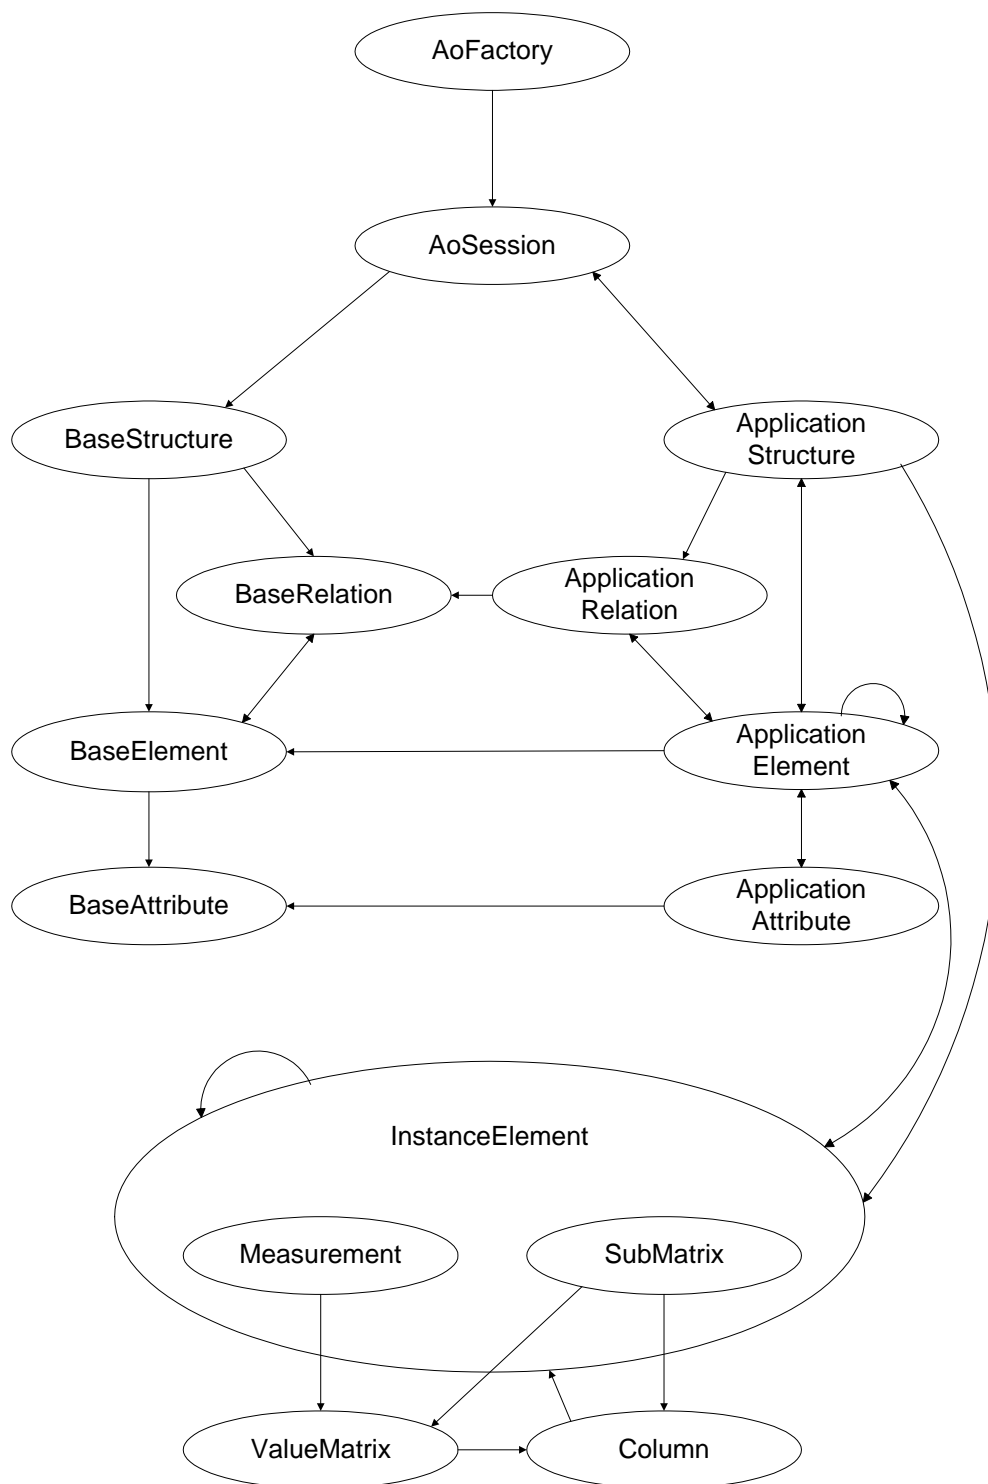 AoFactory
AoSession
BaseStructure
Application
Structure
BaseRelation
Application
Relation
BaseElement
Application
Element
BaseAttribute
Application
Attribute
InstanceElement
Measurement
SubMatrix
ValueMatrix
Column